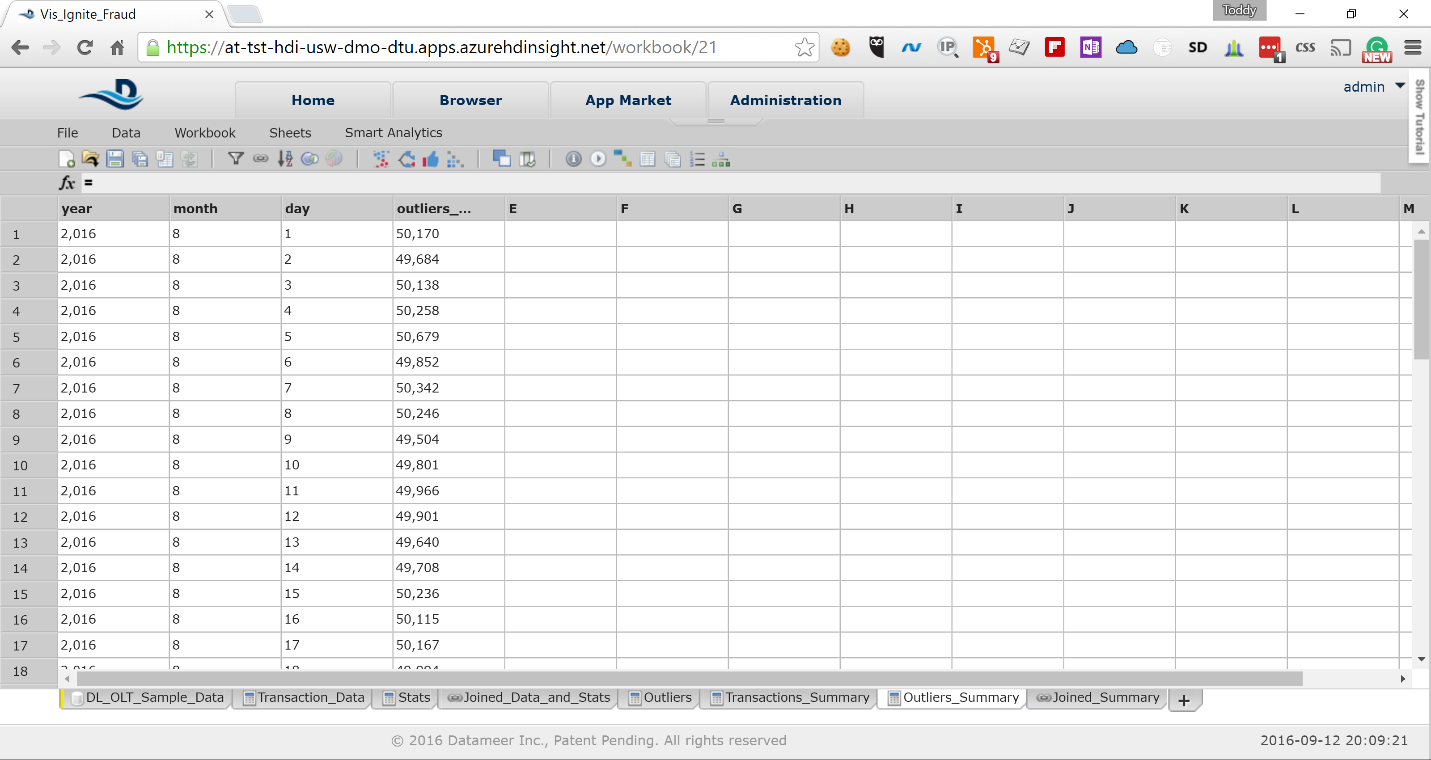 Vis_Ignite_Fraud
Toddy
https://at-tst-hdi-usw-dmo-dtu.apps.azurehdinsight.net/workbook/21
IP 9 F N SD 1 CSS NEW
D
Home Browser App Market Administration
admin
Show Tutorial
File Data Workbook Sheets Smart Analytics
fx =
year month day outliers_... E F G H I J K L M
1 2,016 8 1 50,170
2 2,016 8 2 49,684
3 2,016 8 3 50,138
4 2,016 8 4 50,258
5 2,016 8 5 50,679
6 2,016 8 6 49,852
7 2,016 8 7 50,342
8 2,016 8 8 50,246
9 2,016 8 9 49,504
10 2,016 8 10 49,801
11 2,016 8 11 49,966
12 2,016 8 12 49,901
13 2,016 8 13 49,640
14 2,016 8 14 49,708
15 2,016 8 15 50,236
16 2,016 8 16 50,115
17 2,016 8 17 50,167
18
DL_OLT_Sample_Data Transaction_Data Stats Joined_Data_and_Stats Outliers Transactions_Summary Outliers_Summary Joined_Summary +
© 2016 Datameer Inc., Patent Pending. All rights reserved
2016-09-12 20:09:21